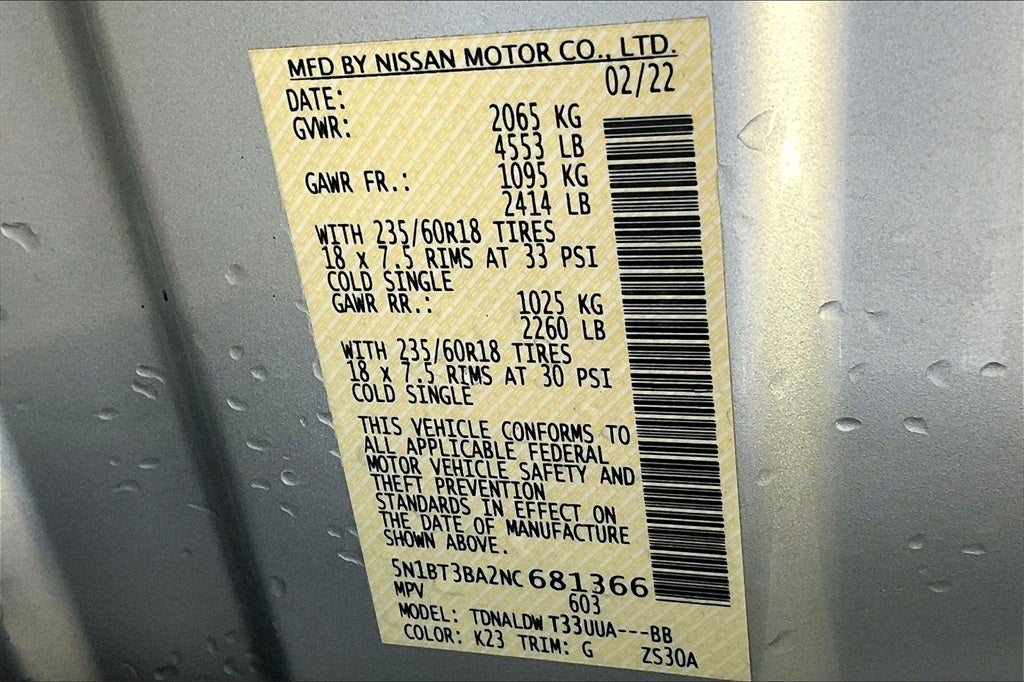 MFD BY NISSAN MOTOR CO., LTD.
DATE: 02/22
GVWR: 2065 KG
4553 LB
GAWR FR.: 1095 KG
2414 LB
WITH 235/60R18 TIRES
18 x 7.5 RIMS AT 33 PSI
COLD SINGLE
GAWR RR.: 1025 KG
2260 LB
WITH 235/60R18 TIRES
18 x 7.5 RIMS AT 30 PSI
COLD SINGLE
THIS VEHICLE CONFORMS TO
ALL APPLICABLE FEDERAL
MOTOR VEHICLE SAFETY AND
THEFT PREVENTION
STANDARDS IN EFFECT ON
THE DATE OF MANUFACTURE
SHOWN ABOVE.
5N1BT3BA2NC681366
MPV 603
MODEL: TDNALDW T33UUA---BB
COLOR: K23 TRIM: G ZS30A